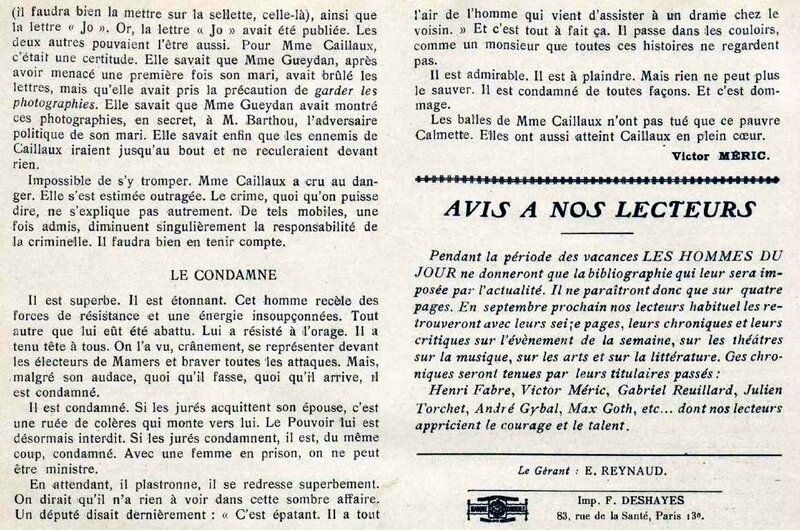 (il faudra bien la mettre sur la sellette, celle-là), ainsi que
la lettre « Jo ». Or, la lettre « Jo » avait été publiée. Les
deux autres pouvaient l'être aussi. Pour Mme Caillaux,
c'était une certitude. Elle savait que Mme Gueydan, après
avoir menacé une première fois son mari, avait brûlé les
lettres, mais qu'elle avait pris la précaution de garder les
photographies. Elle savait que Mme Gueydan avait montré
ces photographies, en secret, à M. Barthou, l'adversaire
politique de son mari. Elle savait enfin que les ennemis de
Caillaux iraient jusqu'au bout et ne reculeraient devant
rien.
Impossible de s'y tromper. Mme Caillaux a cru au dan-
ger. Elle s'est estimée outragée. Le crime, quoi qu'on puisse
dire, ne s'explique pas autrement. De tels mobiles, une
fois admis, diminuent singulièrement la responsabilité de
la criminelle. Il faudra bien en tenir compte.
LE CONDAMNE
Il est superbe. Il est étonnant. Cet homme recèle des
forces de résistance et une énergie insoupçonnées. Tout
autre que lui eût été abattu. Lui a résisté à l'orage. Il a
tenu tête à tous. On l'a vu, crânement, se représenter devant
les électeurs de Mamers et braver toutes les attaques. Mais,
malgré son audace, quoi qu'il fasse, quoi qu'il arrive, il
est condamné.
Il est condamné. Si les jurés acquittent son épouse, c'est
une ruée de colères qui monte vers lui. Le Pouvoir lui est
désormais interdit. Si les jurés condamnent, il est, du même
coup, condamné. Avec une femme en prison, on ne peut
être ministre.
En attendant, il plastronne, il se redresse superbement.
On dirait qu'il n'a rien à voir dans cette sombre affaire.
Un député disait dernièrement : « C'est épatant. Il a tout
l'air de l'homme qui vient d'assister à un drame chez le
voisin. » Et c'est tout à fait ça. Il passe dans les couloirs,
comme un monsieur que toutes ces histoires ne regardent
pas.
Il est admirable. Il est à plaindre. Mais rien ne peut plus
le sauver. Il est condamné de toutes façons. Et c'est dom-
mage.
Les balles de Mme Caillaux n'ont pas tué que ce pauvre
Calmette. Elles ont aussi atteint Caillaux en plein cœur.
Victor MÉRIC.
AVIS A NOS LECTEURS
Pendant la période des vacances LES HOMMES DU
JOUR ne donneront que la bibliographie qui leur sera im-
posée par l'actualité. Il ne paraîtront donc que sur quatre
pages. En septembre prochain nos lecteurs habituel les re-
trouveront avec leurs sei;e pages, leurs chroniques et leurs
critiques sur l'évènement de la semaine, sur les théâtres
sur la musique, sur les arts et sur la littérature. Ges chro-
niques seront tenues par leurs titulaires passés :
Henri Fabre, Victor Méric, Gabriel Reuillard, Julien
Torchet, André Gybal, Max Goth, etc... dont nos lecteurs
appricient le courage et le talent.
Le Gérant : E. REYNAUD.
Imp. F. DESHAYES
83, rue de la Santé, Paris 13e.